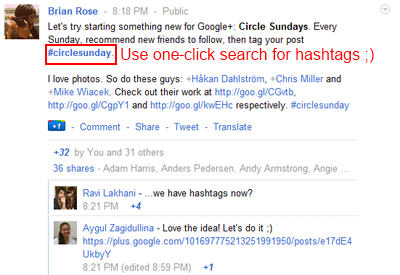 Brian Rose - 8:18 PM - Public
Let's try starting something new for Google+: Circle Sundays. Every
Sunday, recommend new friends to follow, then tag your post
#circlesunday. Use one-click search for hashtags ;)
I love photos. So do these guys: +Håkan Dahlström, +Chris Miller and
+Mike Wiacek. Check out their work at http://goo.gl/CGvtb,
http://goo.gl/CgpY1 and http://goo.gl/kwEHc respectively. #circlesunday
+1 - Comment - Share - Tweet - Translate
+32 by You and 31 others
36 shares - Adam Harris, Anders Pedersen, Andy Armstrong, Angie ...
Ravi Lakhani - ...we have hashtags now?
8:21 PM +4
Aygul Zagidullina - Love the idea! Let's do it ;)
https://plus.google.com/101697775213251991950/posts/e17dE4
UkbyY
8:21 PM (edited 8:59 PM) +1